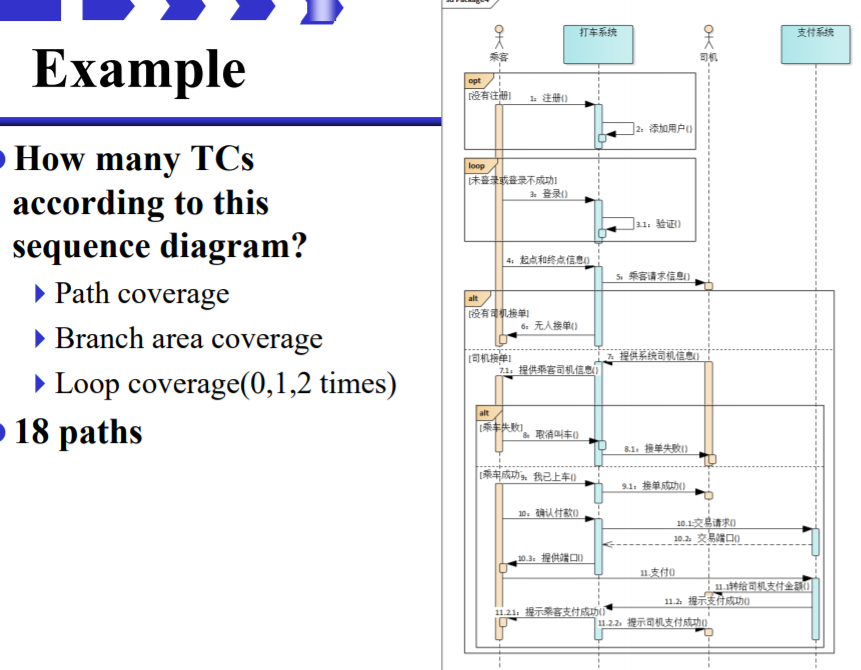 Example
How many TCs
according to this
sequence diagram?
Path coverage
Branch area coverage
Loop coverage(0,1,2 times)
18 paths
sd Package4
乘客
打车系统
司机
支付系统
opt
[没有注册]
1: 注册()
2: 添加用户()
loop
[未登录或登录不成功]
3: 登录()
3.1: 验证()
4: 起点和终点信息()
5: 乘客请求信息()
alt
[没有司机接单]
6: 无人接单()
[司机接单]
7: 提供系统司机信息()
7.1: 提供乘客司机信息()
alt
[乘车失败]
8: 取消叫车()
8.1: 接单失败()
[乘车成功]
9: 我已上车()
9.1: 接单成功()
10: 确认付款()
10.1:交易请求()
10.2: 交易端口()
10.3: 提供端口()
11.支付()
11.1转给司机支付金额()
11.2: 提示支付成功()
11.2.1: 提示乘客支付成功()
11.2.2: 提示司机支付成功()